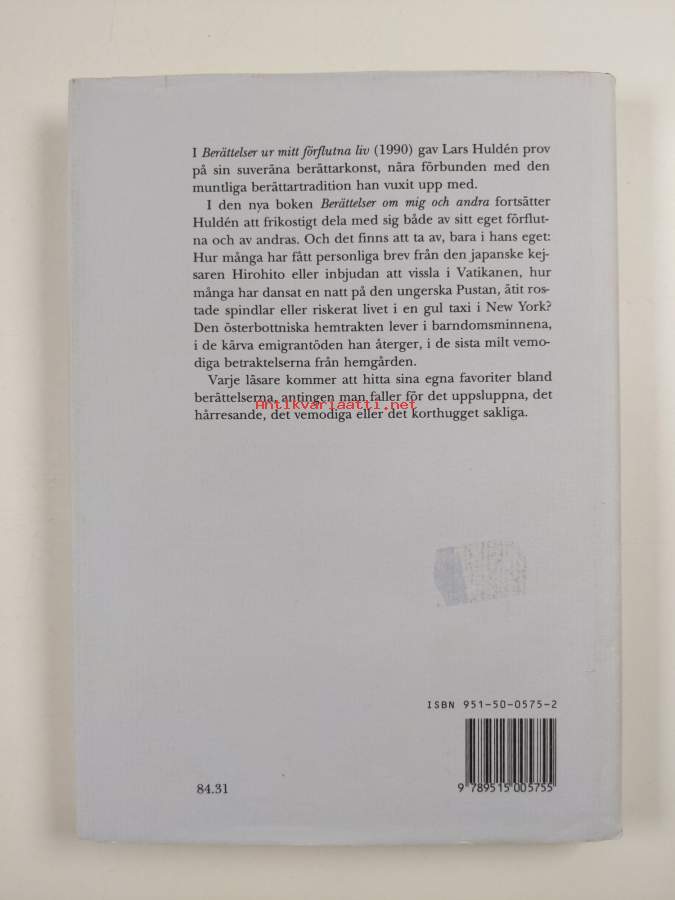 I Berättelser ur mitt förflutna liv (1990) gav Lars Huldén prov
på sin suveräna berättarkonst, nära förbunden med den
muntliga berättartradition han vuxit upp med.
I den nya boken Berättelser om mig och andra fortsätter
Huldén att frikostigt dela med sig både av sitt eget förflut-
na och av andras. Och det finns att ta av, bara i hans eget:
Hur många har fått personliga brev från den japanske kej-
saren Hirohito eller inbjudan att vissla i Vatikanen, hur
många har dansat en natt på den ungerska Pustan, ätit ros-
tade spindlar eller riskerat livet i en gul taxi i New York?
Den österbottniska hemtrakten lever i barndomsminnena,
i de kärva emigrantöden han återger, i de sista milt vemo-
diga betraktelserna från hemgården.
Varje läsare kommer att hitta sina egna favoriter bland
berättelserna, antingen man faller för det uppsluppna, det
Antikvariaatti.net
hårresande, det vemodiga eller det korthugget sakliga.
ISBN 951-50-0575-2
84.31
9 789515 005755